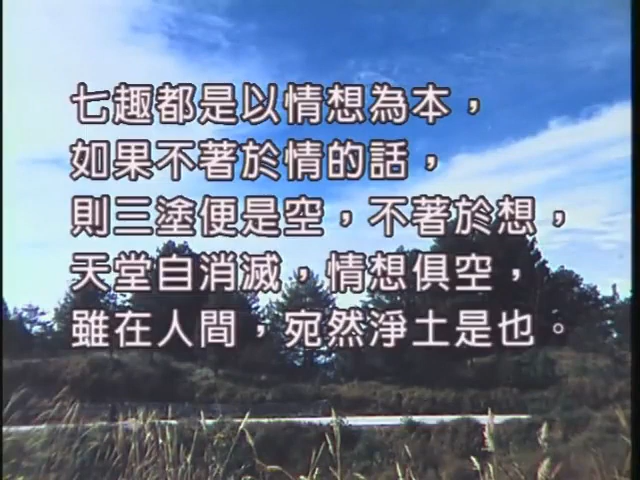 七趣都是以情想為本，
如果不著於情的話，
則三塗便是空，不著於想，
天堂自消滅，情想俱空，
雖在人間，宛然淨土是也。